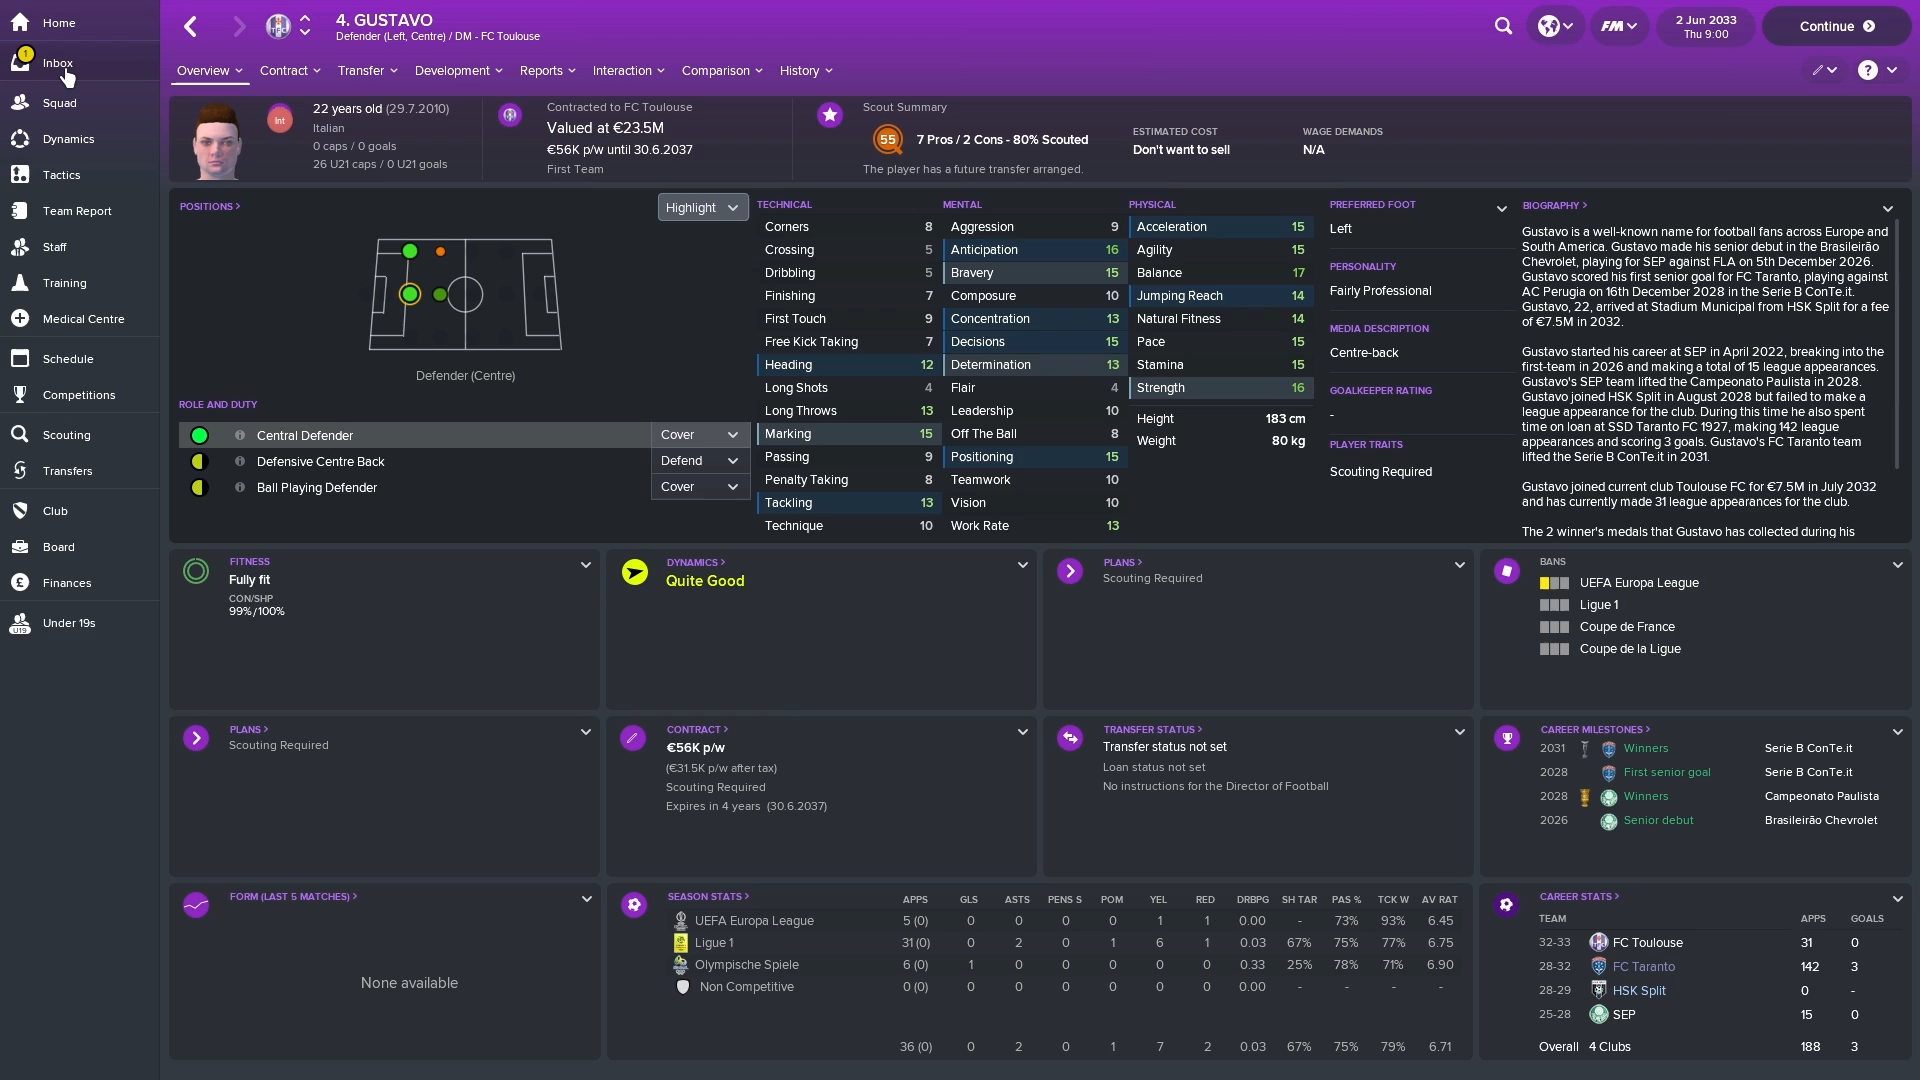 Home
1
Inbox
Squad
Dynamics
Tactics
Team Report
Staff
Training
Medical Centre
Schedule
Competitions
Scouting
Transfers
Club
Board
Finances
U19
Under 19s
4. GUSTAVO
Defender (Left, Centre) / DM - FC Toulouse
FM
2 Jun 2033
Thu 9:00
Continue
Overview
Contract
Transfer
Development
Reports
Interaction
Comparison
History
?
Int
22 years old (29.7.2010)
Italian
0 caps / 0 goals
26 U21 caps / 0 U21 goals
Contracted to FC Toulouse
Valued at €23.5M
€56K p/w until 30.6.2037
First Team
Scout Summary
55
7 Pros / 2 Cons - 80% Scouted
The player has a future transfer arranged.
ESTIMATED COST
Don't want to sell
WAGE DEMANDS
N/A
POSITIONS >
Highlight
Defender (Centre)
ROLE AND DUTY
Central Defender Cover
Defensive Centre Back Defend
Ball Playing Defender Cover
TECHNICAL
Corners 8
Crossing 5
Dribbling 5
Finishing 7
First Touch 9
Free Kick Taking 7
Heading 12
Long Shots 4
Long Throws 13
Marking 15
Passing 9
Penalty Taking 8
Tackling 13
Technique 10
MENTAL
Aggression 9
Anticipation 16
Bravery 15
Composure 10
Concentration 13
Decisions 15
Determination 13
Flair 4
Leadership 10
Off The Ball 8
Positioning 15
Teamwork 10
Vision 10
Work Rate 13
PHYSICAL
Acceleration 15
Agility 15
Balance 17
Jumping Reach 14
Natural Fitness 14
Pace 15
Stamina 15
Strength 16
Height 183 cm
Weight 80 kg
PREFERRED FOOT
Left
PERSONALITY
Fairly Professional
MEDIA DESCRIPTION
Centre-back
GOALKEEPER RATING
-
PLAYER TRAITS
Scouting Required
BIOGRAPHY >
Gustavo is a well-known name for football fans across Europe and
South America. Gustavo made his senior debut in the Brasileirão
Chevrolet, playing for SEP against FLA on 5th December 2026.
Gustavo scored his first senior goal for FC Taranto, playing against
AC Perugia on 16th December 2028 in the Serie B ConTe.it.
Gustavo, 22, arrived at Stadium Municipal from HSK Split for a fee
of €7.5M in 2032.
Gustavo started his career at SEP in April 2022, breaking into the
first-team in 2026 and making a total of 15 league appearances.
Gustavo's SEP team lifted the Campeonato Paulista in 2028.
Gustavo joined HSK Split in August 2028 but failed to make a
league appearance for the club. During this time he also spent
time on loan at SSD Taranto FC 1927, making 142 league
appearances and scoring 3 goals. Gustavo's FC Taranto team
lifted the Serie B ConTe.it in 2031.
Gustavo joined current club Toulouse FC for €7.5M in July 2032
and has currently made 31 league appearances for the club.
The 2 winner's medals that Gustavo has collected during his
FITNESS
Fully fit
CON/SHP
99%/100%
DYNAMICS >
Quite Good
PLANS >
Scouting Required
BANS
UEFA Europa League
Ligue 1
Coupe de France
Coupe de la Ligue
PLANS >
Scouting Required
CONTRACT >
€56K p/w
(€31.5K p/w after tax)
Scouting Required
Expires in 4 years (30.6.2037)
TRANSFER STATUS >
Transfer status not set
Loan status not set
No instructions for the Director of Football
CAREER MILESTONES >
2031 Winners Serie B ConTe.it
2028 First senior goal Serie B ConTe.it
2028 Winners Campeonato Paulista
2026 Senior debut Brasileirão Chevrolet
FORM (LAST 5 MATCHES) >
None available
SEASON STATS > APPS GLS ASTS PENS S POM YEL RED DRBPG SH TAR PAS % TCK W AV RAT
UEFA Europa League 5 (0) 0 0 0 0 1 1 0.00 - 73% 93% 6.45
Ligue 1 31 (0) 0 2 0 1 6 1 0.03 67% 75% 77% 6.75
Olympische Spiele 6 (0) 1 0 0 0 0 0 0.33 25% 78% 71% 6.90
Non Competitive 0 (0) 0 0 0 0 0 0 0.00 - - - -
36 (0) 0 2 0 1 7 2 0.03 67% 75% 79% 6.71
CAREER STATS >
TEAM APPS GOALS
32-33 FC Toulouse 31 0
28-32 FC Taranto 142 3
28-29 HSK Split 0 -
25-28 SEP 15 0
Overall 4 Clubs 188 3